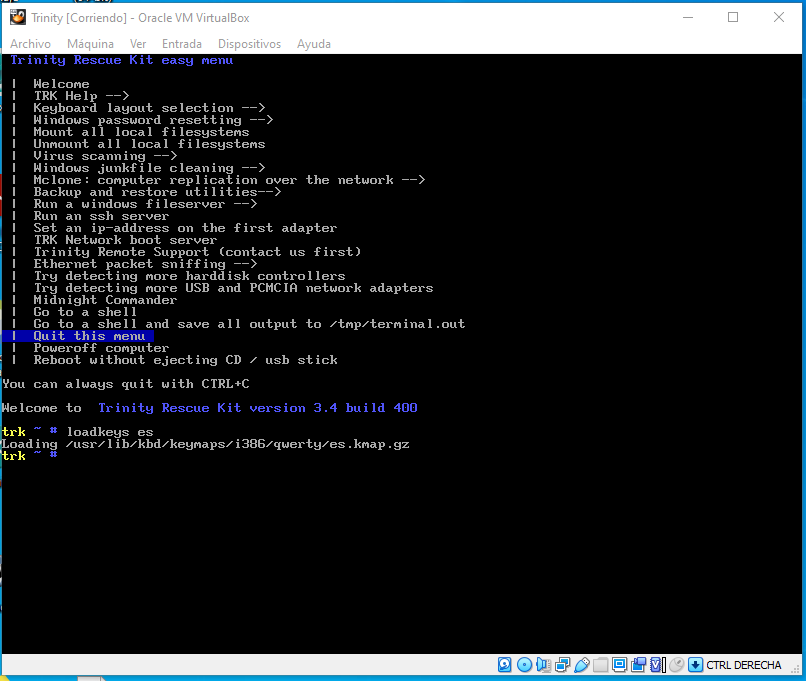 Trinity [Corriendo] - Oracle VM VirtualBox
Archivo Máquina Ver Entrada Dispositivos Ayuda
Trinity Rescue Kit easy menu
| Welcome
| TRK Help -->
| Keyboard layout selection -->
| Windows password resetting -->
| Mount all local filesystems
| Unmount all local filesystems
| Virus scanning -->
| Windows junkfile cleaning -->
| Mclone: computer replication over the network -->
| Backup and restore utilities-->
| Run a windows fileserver -->
| Run an ssh server
| Set an ip-address on the first adapter
| TRK Network boot server
| Trinity Remote Support (contact us first)
| Ethernet packet sniffing -->
| Try detecting more harddisk controllers
| Try detecting more USB and PCMCIA network adapters
| Midnight Commander
| Go to a shell
| Go to a shell and save all output to /tmp/terminal.out
| Quit this menu
| Poweroff computer
| Reboot without ejecting CD / usb stick
You can always quit with CTRL+C
Welcome to Trinity Rescue Kit version 3.4 build 400
trk ~ # loadkeys es
Loading /usr/lib/kbd/keymaps/i386/qwerty/es.kmap.gz
trk ~ #
CTRL DERECHA